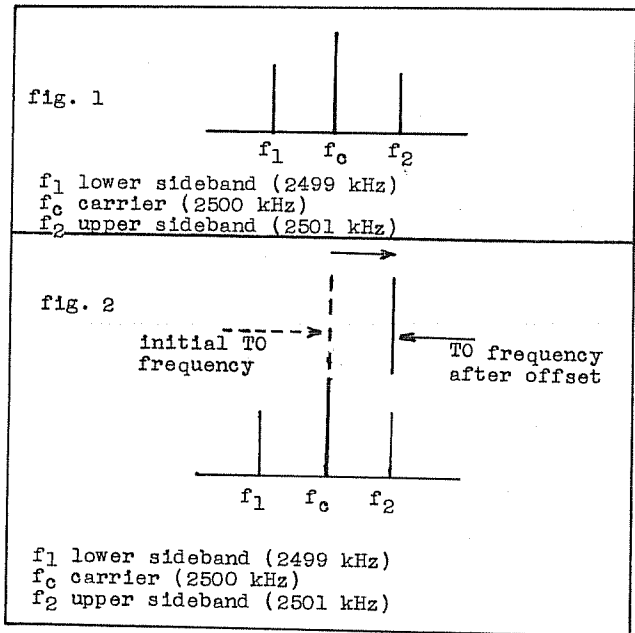 fig. 1
f1 fc f2
f1 lower sideband (2499 kHz)
fc carrier (2500 kHz)
f2 upper sideband (2501 kHz)
fig. 2
initial TO
frequency
TO frequency
after offset
f1 fc f2
f1 lower sideband (2499 kHz)
fc carrier (2500 kHz)
f2 upper sideband (2501 kHz)